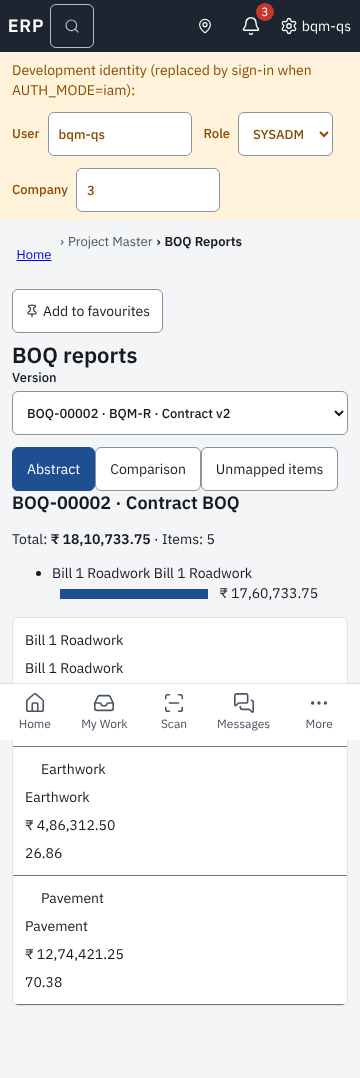 ERP
3
bqm-qs
Development identity (replaced by sign-in when
AUTH_MODE=iam):
User
bqm-qs
Role
SYSADM
Company
3
Home
› Project Master › BOQ Reports
Add to favourites
BOQ reports
Version
BOQ-00002 · BQM-R · Contract v2
Abstract
Comparison
Unmapped items
BOQ-00002 · Contract BOQ
Total: ₹ 18,10,733.75 · Items: 5
• Bill 1 Roadwork Bill 1 Roadwork
₹ 17,60,733.75
Bill 1 Roadwork
Bill 1 Roadwork
Home
My Work
Scan
Messages
More
Earthwork
Earthwork
₹ 4,86,312.50
26.86
Pavement
Pavement
₹ 12,74,421.25
70.38